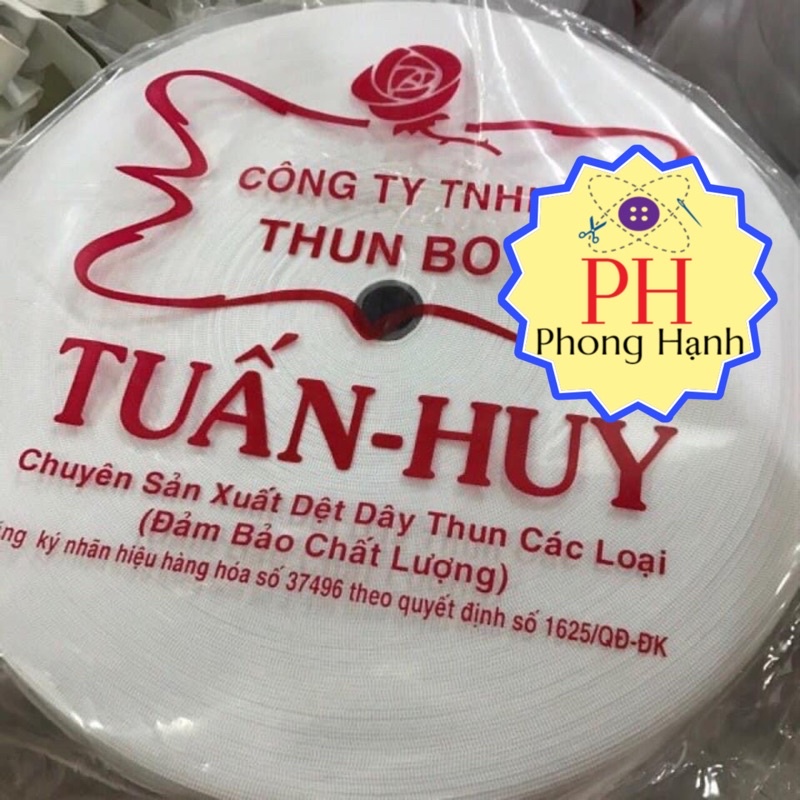 CÔNG TY TNHH
THUN BO
PH
Phong Hạnh
TUẤN-HUY
Chuyên Sản Xuất Dệt Dây Thun Các Loại
(Đảm Bảo Chất Lượng)
ký nhãn hiệu hàng hóa số 37496 theo quyết định số 1625/QĐ-ĐK